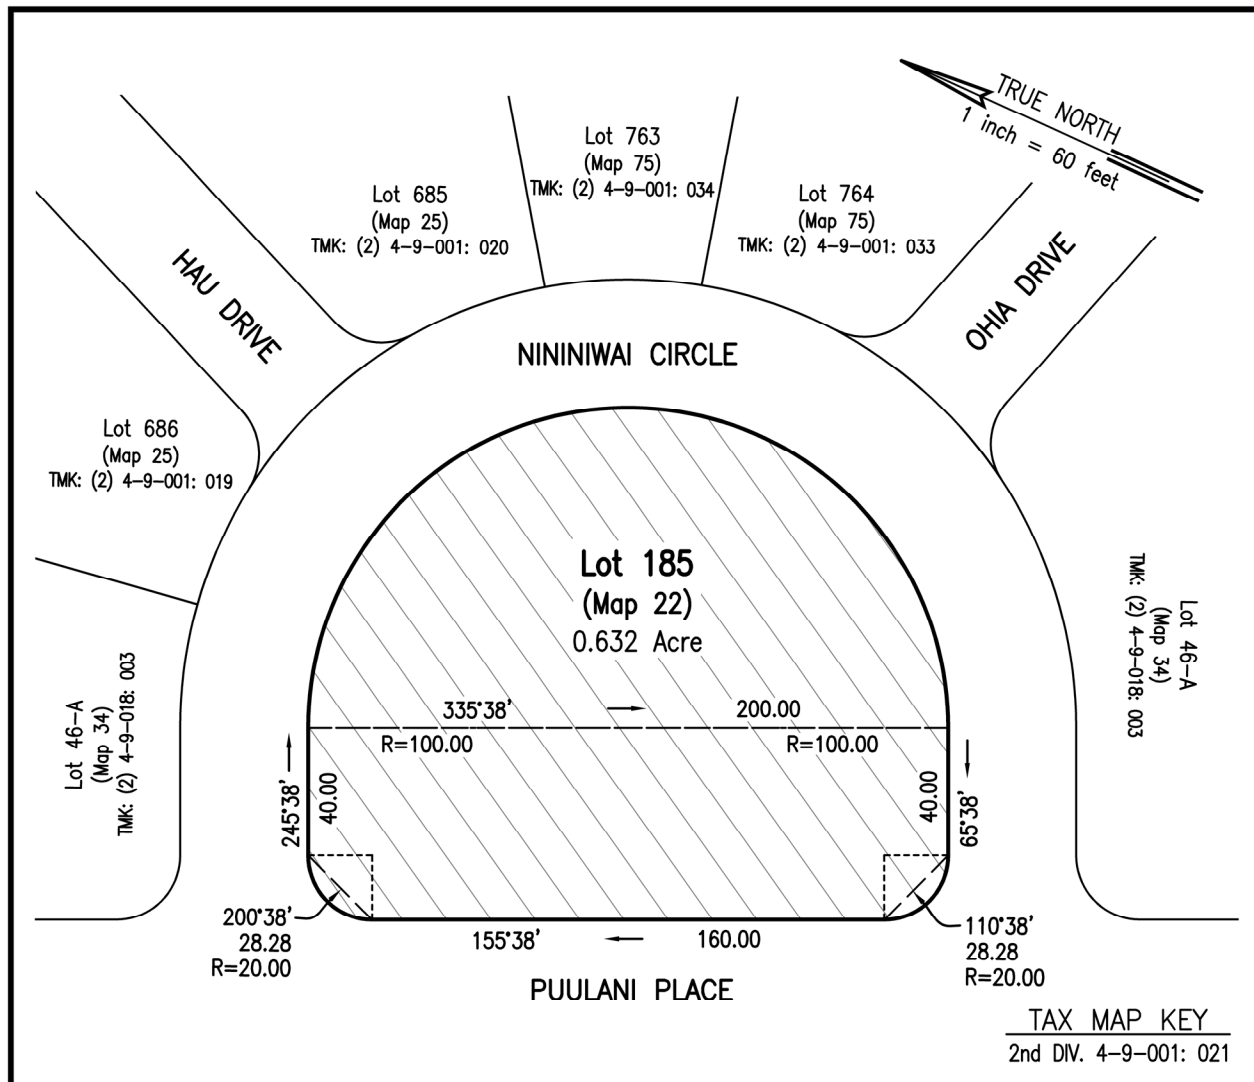 TRUE NORTH
1 inch = 60 feet
Lot 763
(Map 75)
TMK: (2) 4-9-001: 034
Lot 685
(Map 25)
TMK: (2) 4-9-001: 020
Lot 764
(Map 75)
TMK: (2) 4-9-001: 033
HAU DRIVE
OHIA DRIVE
NININIWAI CIRCLE
Lot 686
(Map 25)
TMK: (2) 4-9-001: 019
Lot 185
(Map 22)
0.632 Acre
Lot 46-A
(Map 34)
TMK: (2) 4-9-018: 003
Lot 46-A
(Map 34)
TMK: (2) 4-9-018: 003
335°38' 200.00
R=100.00 R=100.00
245°38'
40.00
40.00
65°38'
200°38'
28.28
R=20.00
155°38' 160.00
110°38'
28.28
R=20.00
PUULANI PLACE
TAX MAP KEY
2nd DIV. 4-9-001: 021